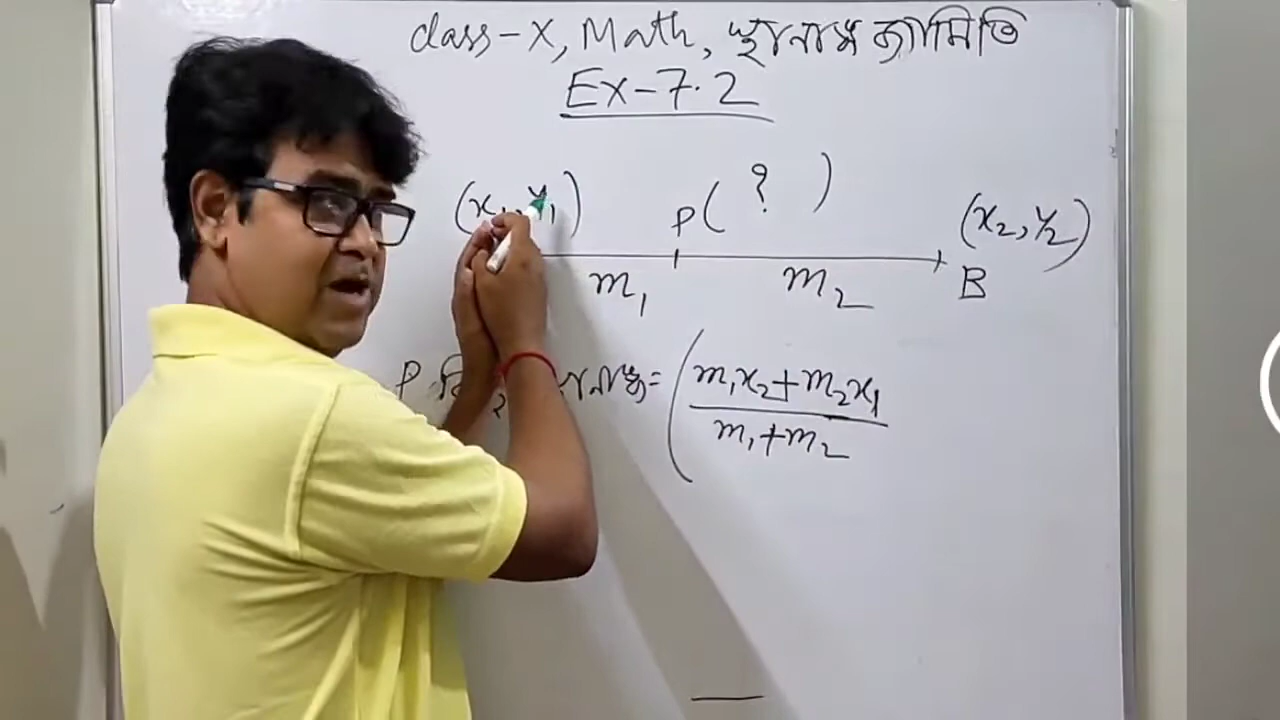 class-X, Math, স্থানাঙ্ক জ্যামিতি
Ex-7.2
(x₁, y₁) P( ? ) (x₂, y₂)
m₁ m₂ B
P = (m₁x₂+m₂x₁
m₁+m₂